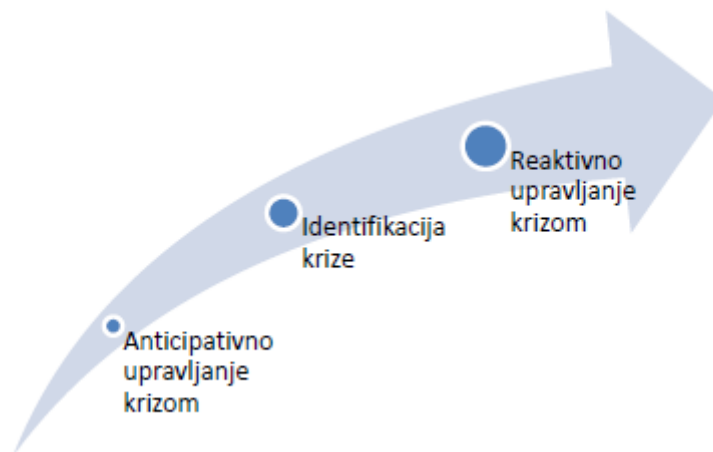 Reaktivno
upravljanje
krizom
Identifikacija
krize
Anticipativno
upravljanje
krizom